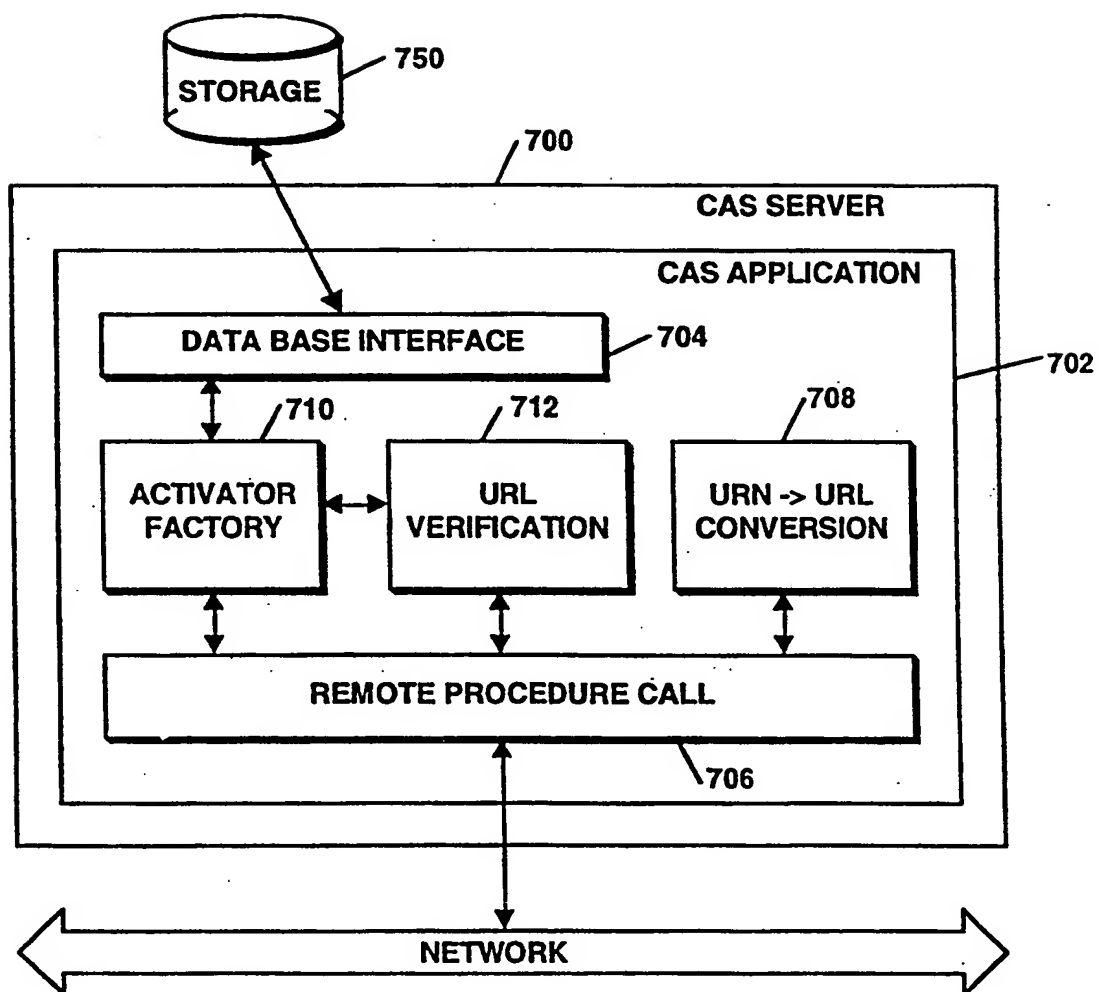 STORAGE
750
700
CAS SERVER
CAS APPLICATION
DATA BASE INTERFACE
704
702
710
712
708
ACTIVATOR
FACTORY
URL
VERIFICATION
URN -> URL
CONVERSION
REMOTE PROCEDURE CALL
706
NETWORK